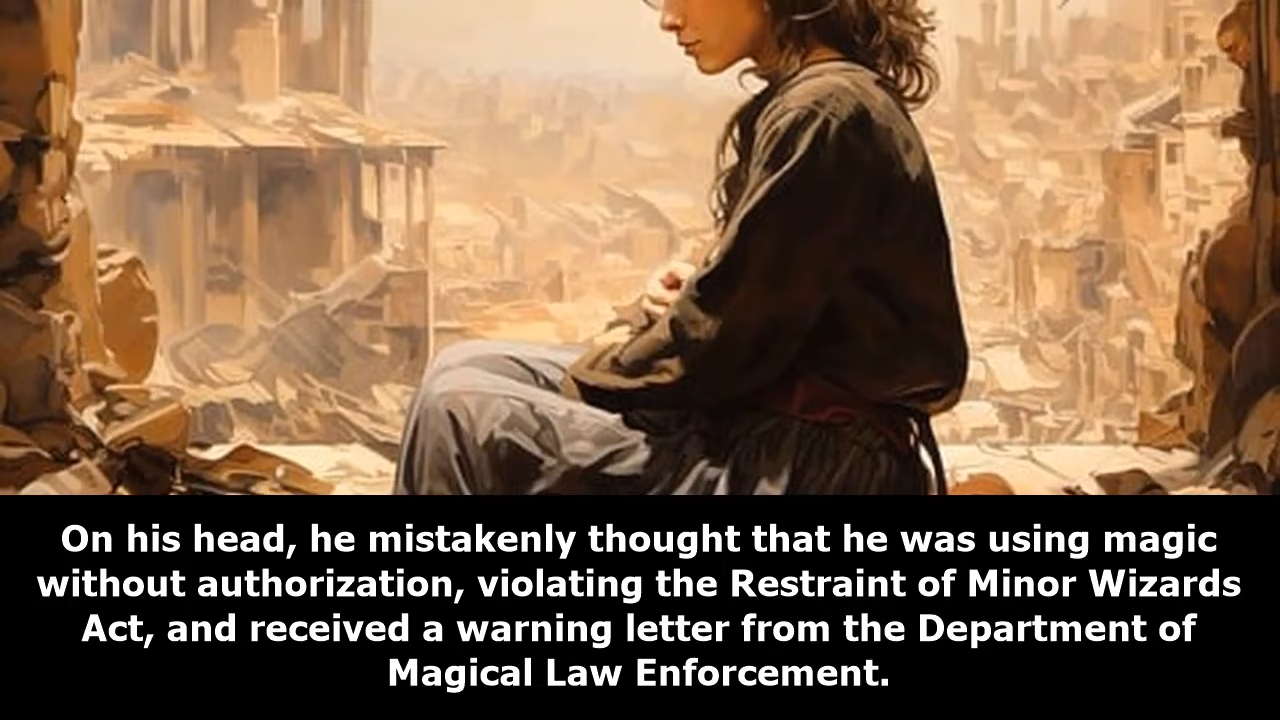 On his head, he mistakenly thought that he was using magic
without authorization, violating the Restraint of Minor Wizards
Act, and received a warning letter from the Department of
Magical Law Enforcement.